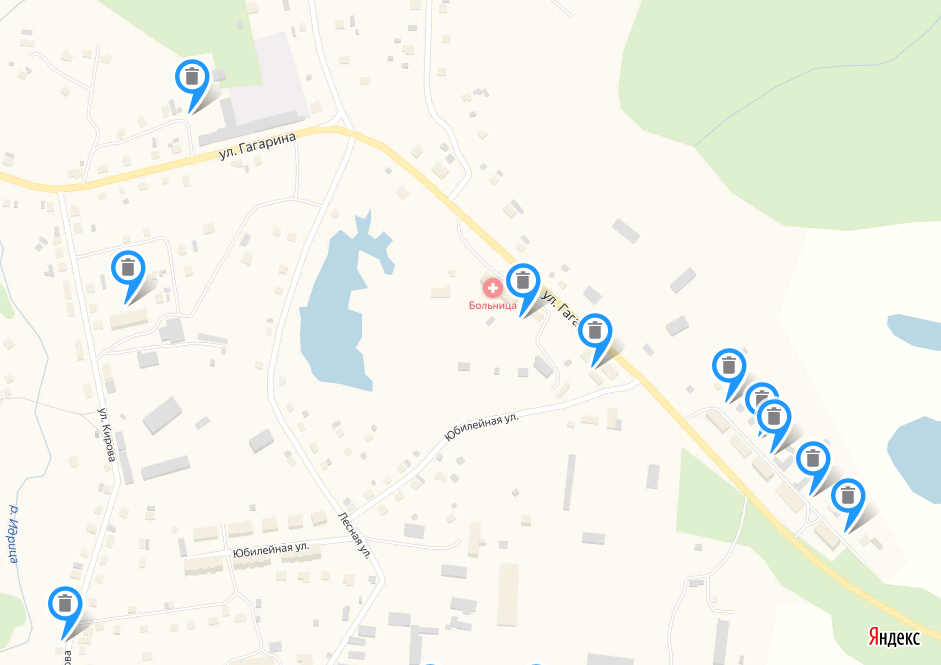 ул. Гагарина
Больница
ул. Гага
ул. Кирова
Юбилейная ул.
р. Идрица
Лесная ул.
Юбилейная ул.
Яндекс